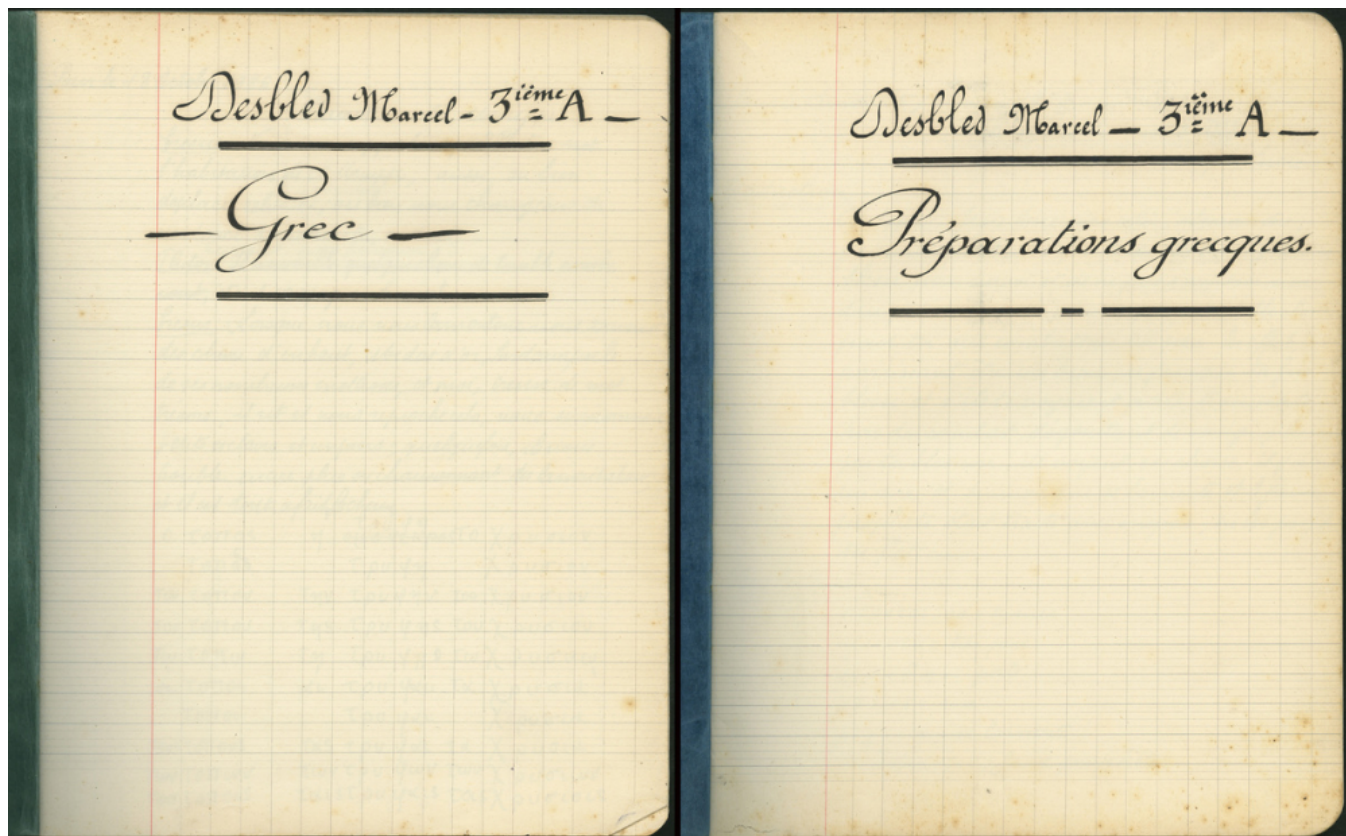 Desbled Marcel - 3ième A —
— Grec —
Desbled Marcel — 3ième A —
Préparations grecques.